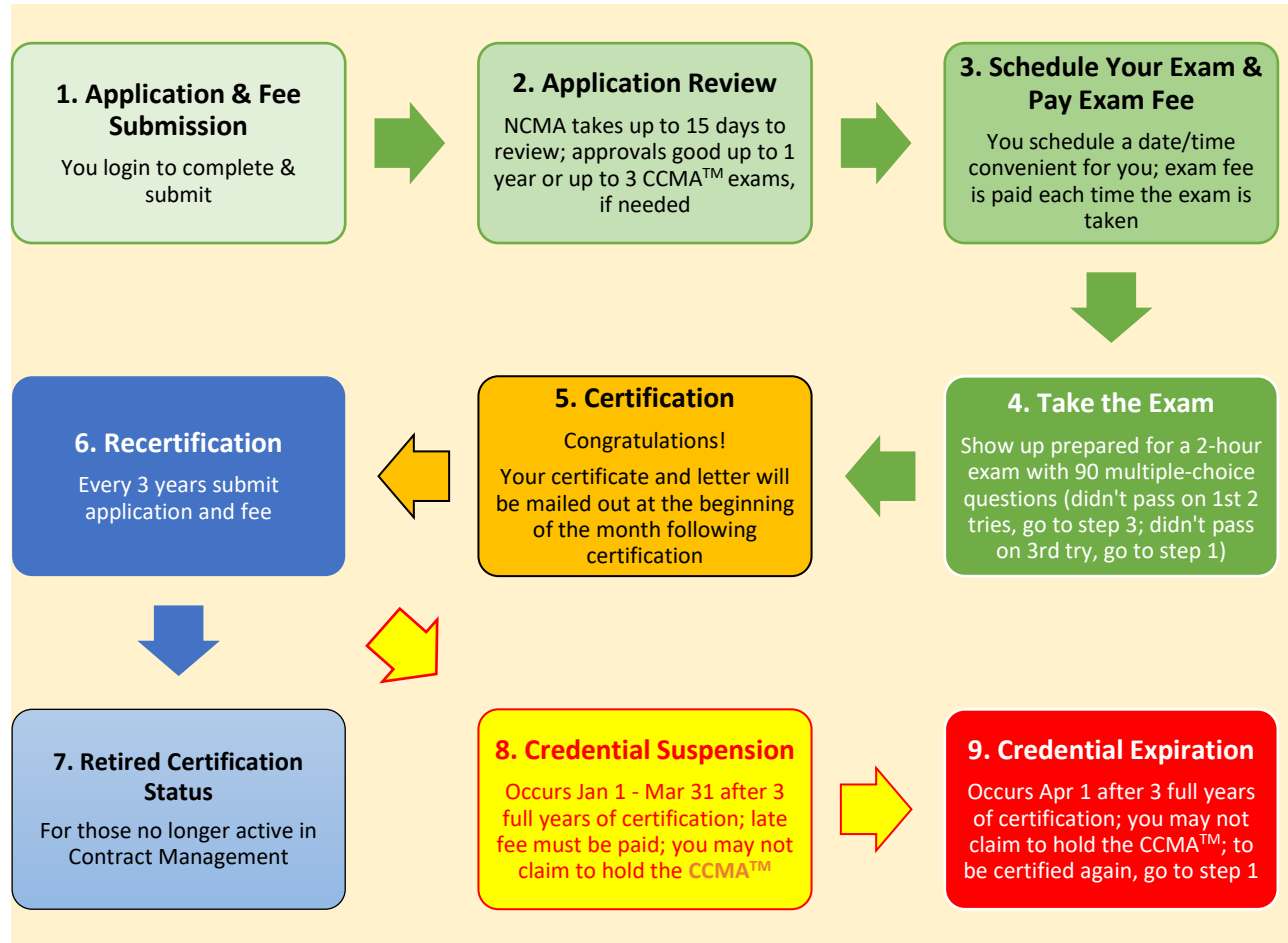 1. Application & Fee
Submission
You login to complete &
submit
2. Application Review
NCMA takes up to 15 days to
review; approvals good up to 1
year or up to 3 CCMA™ exams,
if needed
3. Schedule Your Exam &
Pay Exam Fee
You schedule a date/time
convenient for you; exam fee
is paid each time the exam is
taken
4. Take the Exam
Show up prepared for a 2-hour
exam with 90 multiple-choice
questions (didn't pass on 1st 2
tries, go to step 3; didn't pass
on 3rd try, go to step 1)
5. Certification
Congratulations!
Your certificate and letter will
be mailed out at the beginning
of the month following
certification
6. Recertification
Every 3 years submit
application and fee
7. Retired Certification
Status
For those no longer active in
Contract Management
8. Credential Suspension
Occurs Jan 1 - Mar 31 after 3
full years of certification; late
fee must be paid; you may not
claim to hold the CCMA™
9. Credential Expiration
Occurs Apr 1 after 3 full years
of certification; you may not
claim to hold the CCMA™; to
be certified again, go to step 1